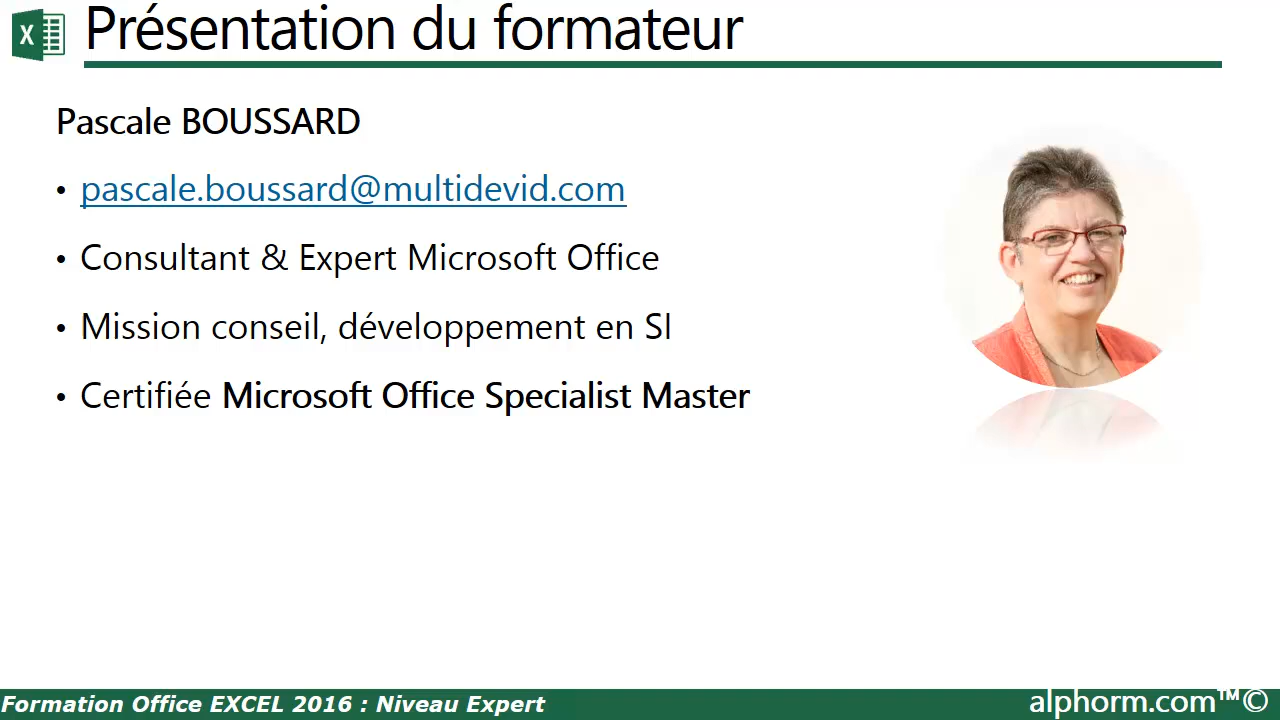 Présentation du formateur
Pascale BOUSSARD
• pascale.boussard@multidevid.com
• Consultant & Expert Microsoft Office
• Mission conseil, développement en SI
• Certifiée Microsoft Office Specialist Master
Formation Office EXCEL 2016 : Niveau Expert
alphorm.com™©